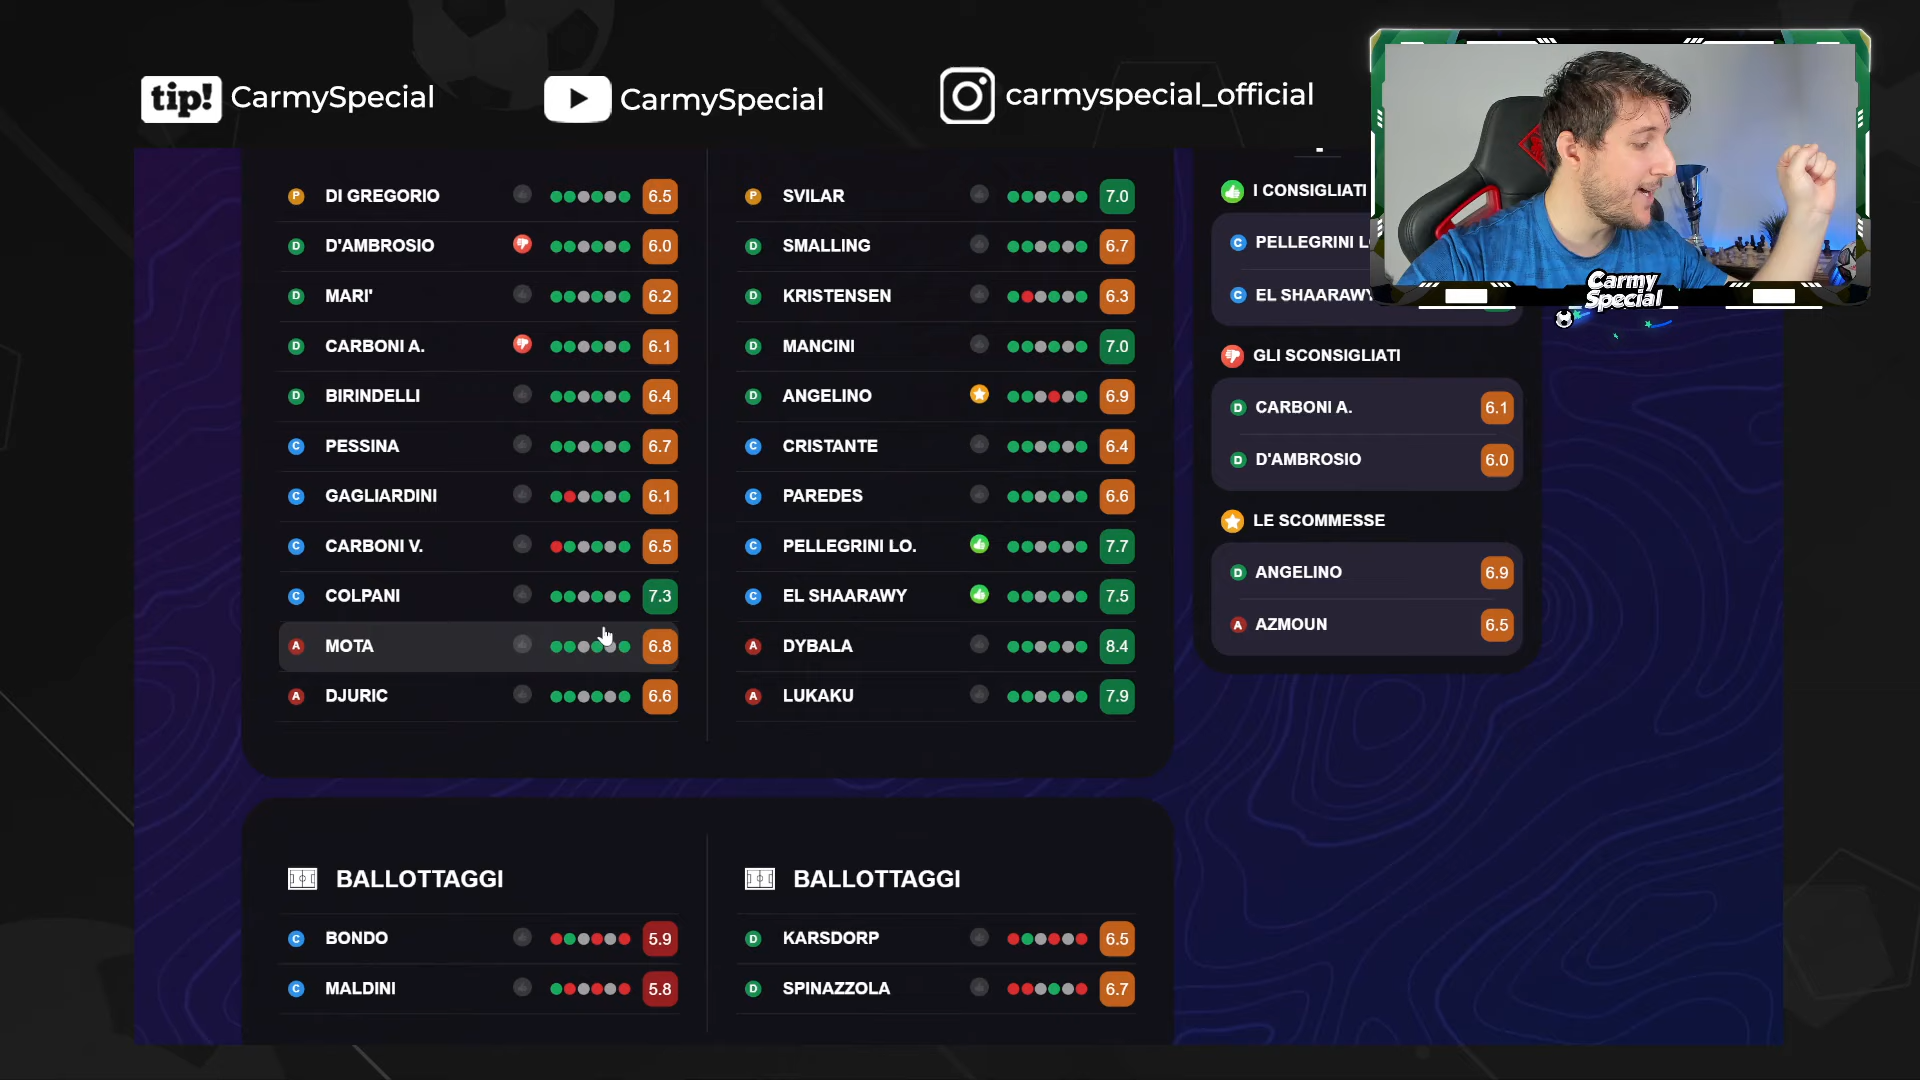 tip! CarmySpecial
CarmySpecial
carmyspecial_official
Carmy
Special
P DI GREGORIO 6.5
D D'AMBROSIO 6.0
D MARI' 6.2
D CARBONI A. 6.1
D BIRINDELLI 6.4
C PESSINA 6.7
C GAGLIARDINI 6.1
C CARBONI V. 6.5
C COLPANI 7.3
A MOTA 6.8
A DJURIC 6.6
P SVILAR 7.0
D SMALLING 6.7
D KRISTENSEN 6.3
D MANCINI 7.0
D ANGELINO 6.9
C CRISTANTE 6.4
C PAREDES 6.6
C PELLEGRINI LO. 7.7
C EL SHAARAWY 7.5
A DYBALA 8.4
A LUKAKU 7.9
I CONSIGLIATI
C PELLEGRINI
C EL SHAARAWY
GLI SCONSIGLIATI
D CARBONI A. 6.1
D D'AMBROSIO 6.0
LE SCOMMESSE
D ANGELINO 6.9
A AZMOUN 6.5
BALLOTTAGGI
C BONDO 5.9
C MALDINI 5.8
BALLOTTAGGI
D KARSDORP 6.5
D SPINAZZOLA 6.7